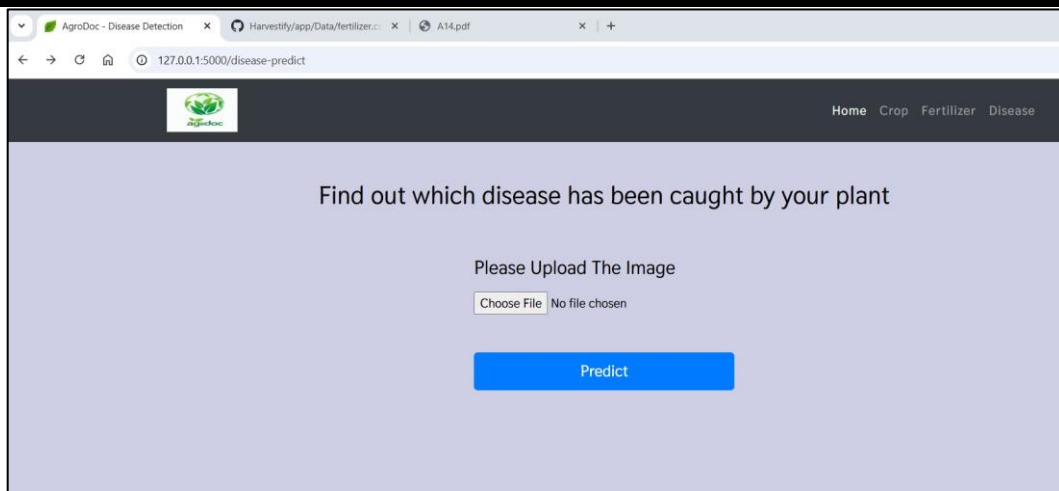 AgroDoc - Disease Detection
Harvestify/app/Data/fertilizer.c
A14.pdf
127.0.0.1:5000/disease-predict
agrodoc
Home Crop Fertilizer Disease
Find out which disease has been caught by your plant
Please Upload The Image
Choose File No file chosen
Predict